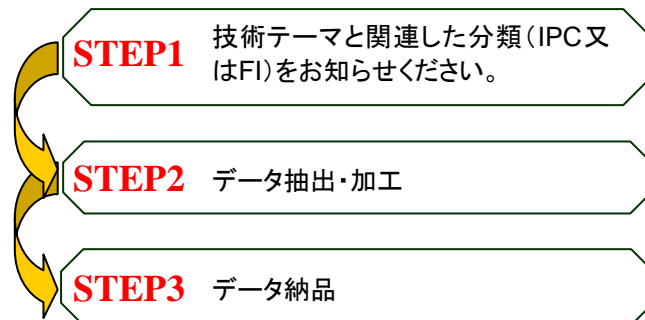 STEP1 技術テーマと関連した分類(IPC又
はFI)をお知らせください。
STEP2 データ抽出・加工
STEP3 データ納品